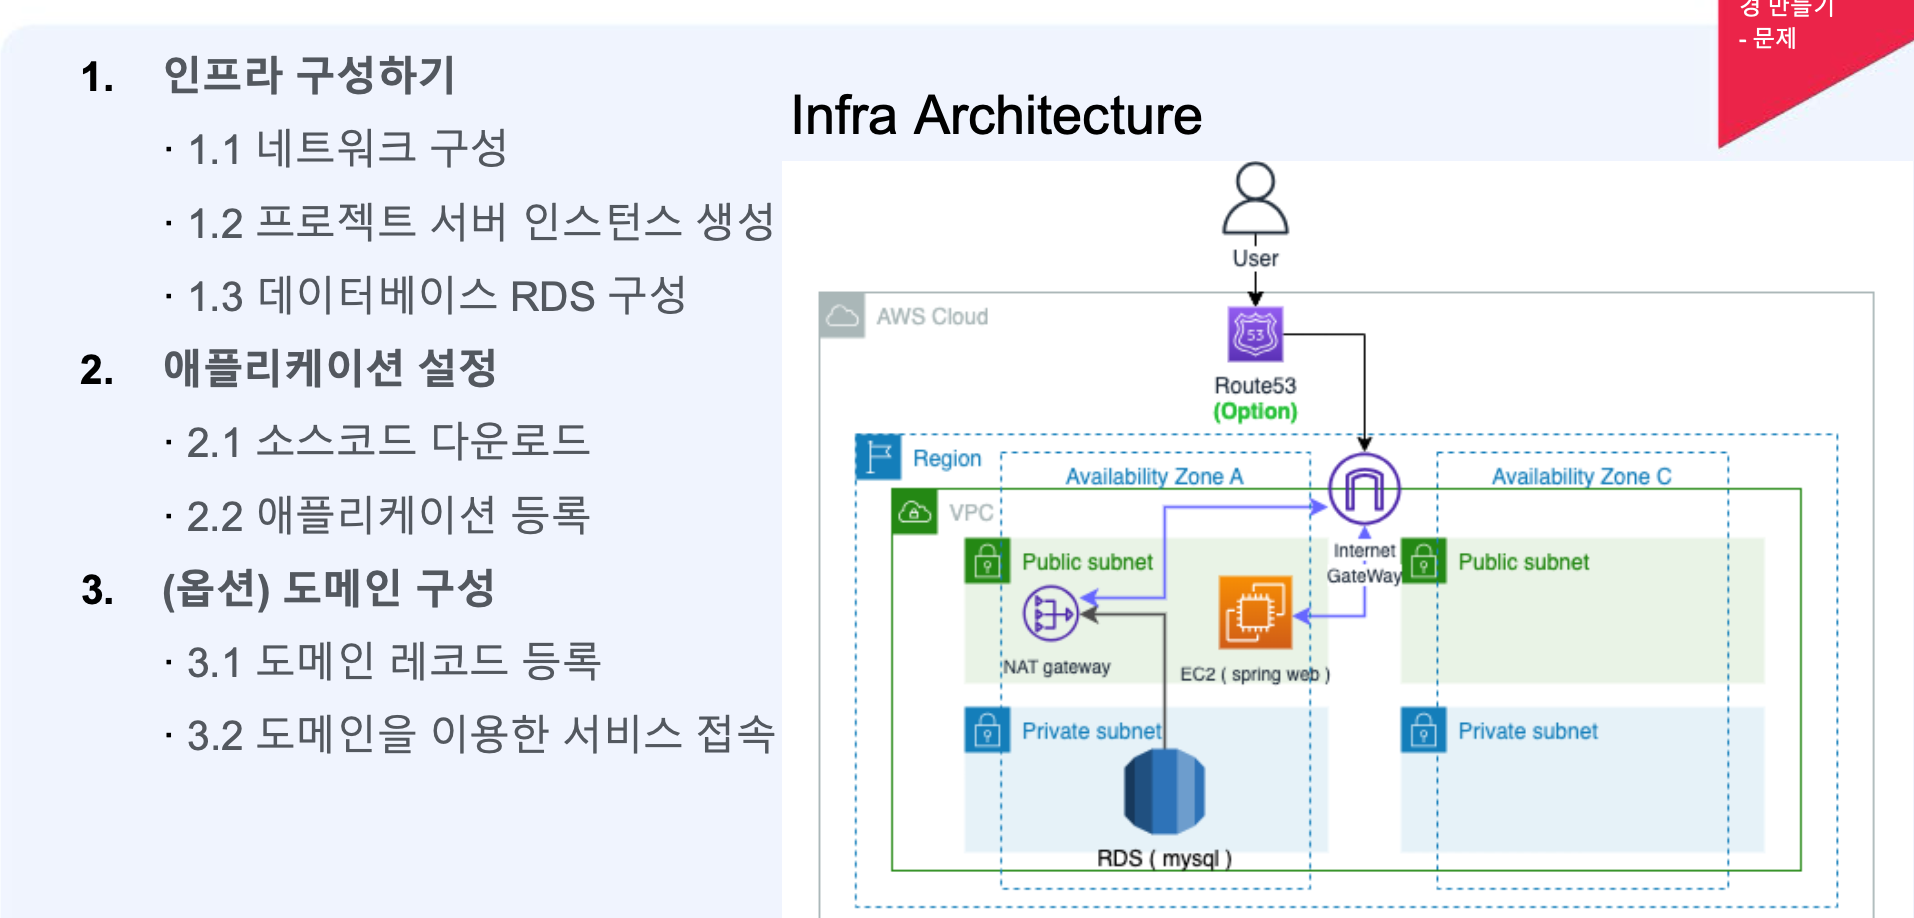 경 만들기
- 문제
1. 인프라 구성하기
· 1.1 네트워크 구성
· 1.2 프로젝트 서버 인스턴스 생성
· 1.3 데이터베이스 RDS 구성
2. 애플리케이션 설정
· 2.1 소스코드 다운로드
· 2.2 애플리케이션 등록
3. (옵션) 도메인 구성
· 3.1 도메인 레코드 등록
· 3.2 도메인을 이용한 서비스 접속
Infra Architecture
User
AWS Cloud
53
Route53
(Option)
Region
Availability Zone A
Availability Zone C
VPC
Internet
GateWay
Public subnet
Public subnet
NAT gateway
EC2 ( spring web )
Private subnet
Private subnet
RDS ( mysql )